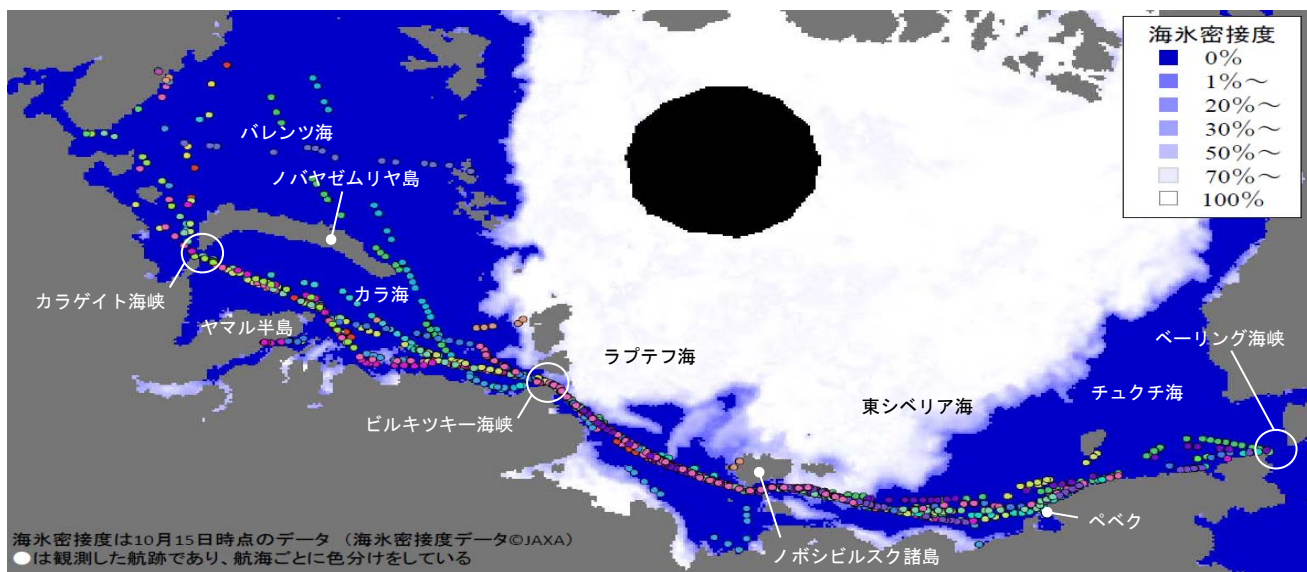 海氷密接度
0%
1%～
20%～
30%～
50%～
70%～
100%
バレンツ海
ノバヤゼムリヤ島
カラゲイト海峡
カラ海
ヤマル半島
ベーリング海峡
ラプテフ海
チュクチ海
東シベリア海
ビルキツキー海峡
ペベク
ノボシビルスク諸島
海氷密接度は10月15日時点のデータ (海氷密接度データ©JAXA)
●は観測した航跡であり、航海ごとに色分けをしている